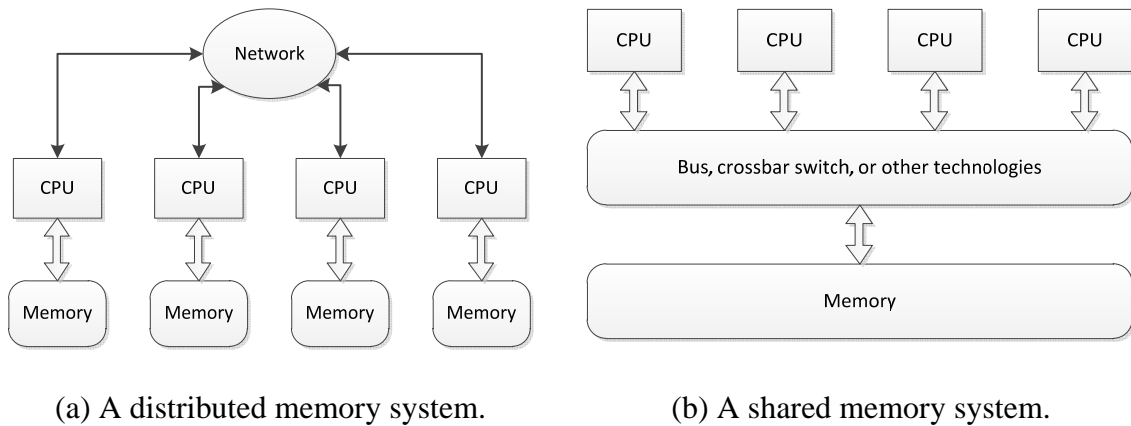 Network
CPU
CPU
CPU
CPU
Memory
Memory
Memory
Memory
(a) A distributed memory system.
CPU
CPU
CPU
CPU
Bus, crossbar switch, or other technologies
Memory
(b) A shared memory system.